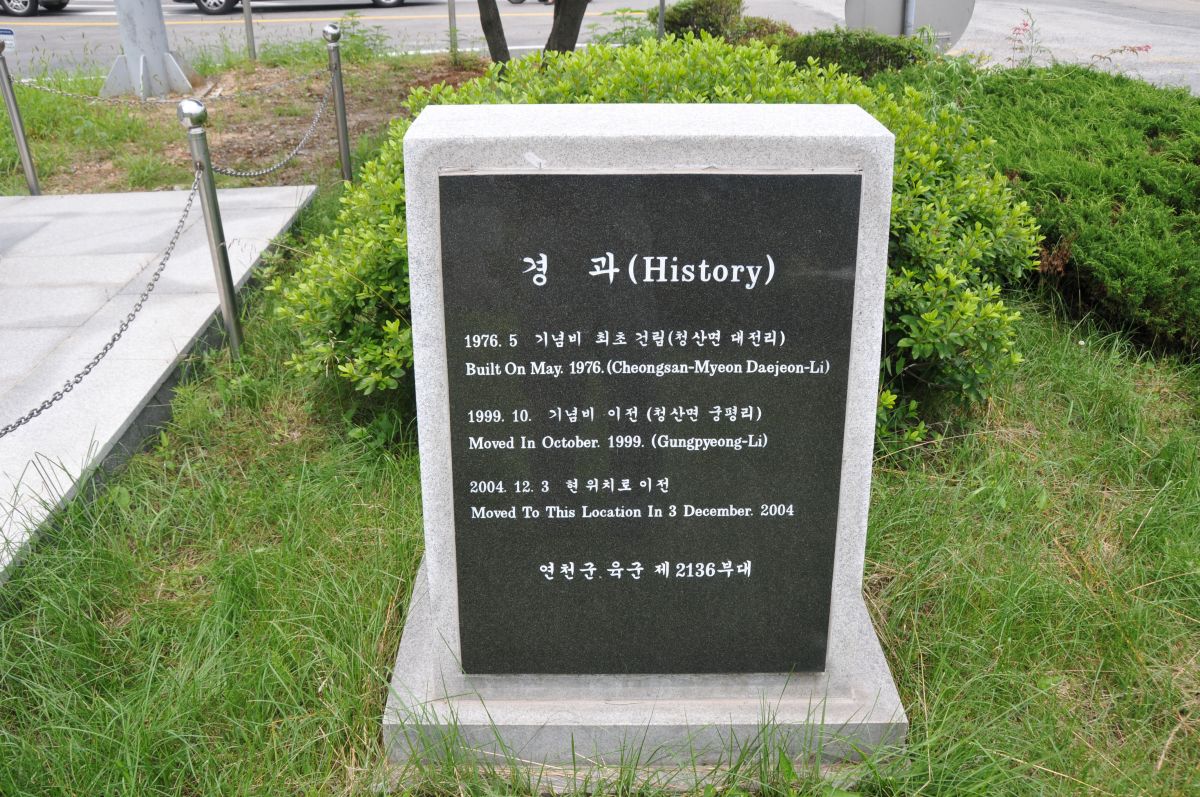 경 과(History)
1976. 5 기념비 최초 건립(청산면 대전리)
Built On May. 1976.(Cheongsan-Myeon Daejeon-Li)
1999. 10. 기념비 이전 (청산면 궁평리)
Moved In October. 1999. (Gungpyeong-Li)
2004. 12. 3 현 위치로 이전
Moved To This Location In 3 December. 2004
연천군. 육군 제 2136부대